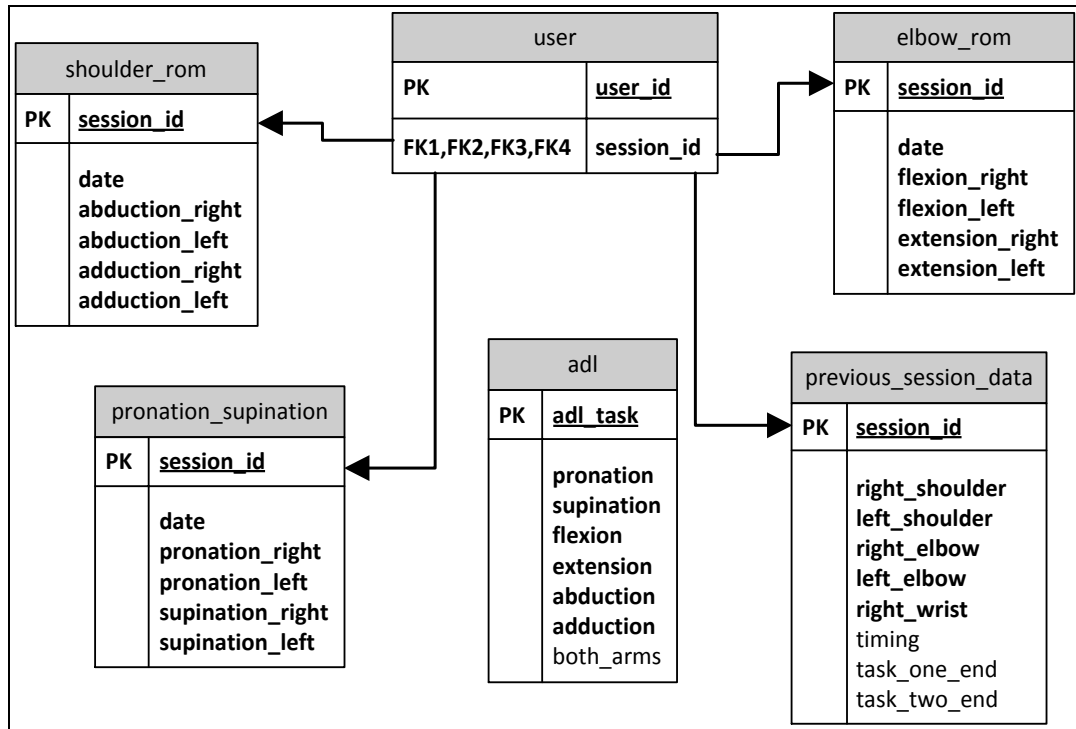 shoulder_rom
PK session_id
date
abduction_right
abduction_left
adduction_right
adduction_left
user
PK user_id
FK1,FK2,FK3,FK4 session_id
elbow_rom
PK session_id
date
flexion_right
flexion_left
extension_right
extension_left
pronation_supination
PK session_id
date
pronation_right
pronation_left
supination_right
supination_left
adl
PK adl_task
pronation
supination
flexion
extension
abduction
adduction
both_arms
previous_session_data
PK session_id
right_shoulder
left_shoulder
right_elbow
left_elbow
right_wrist
timing
task_one_end
task_two_end